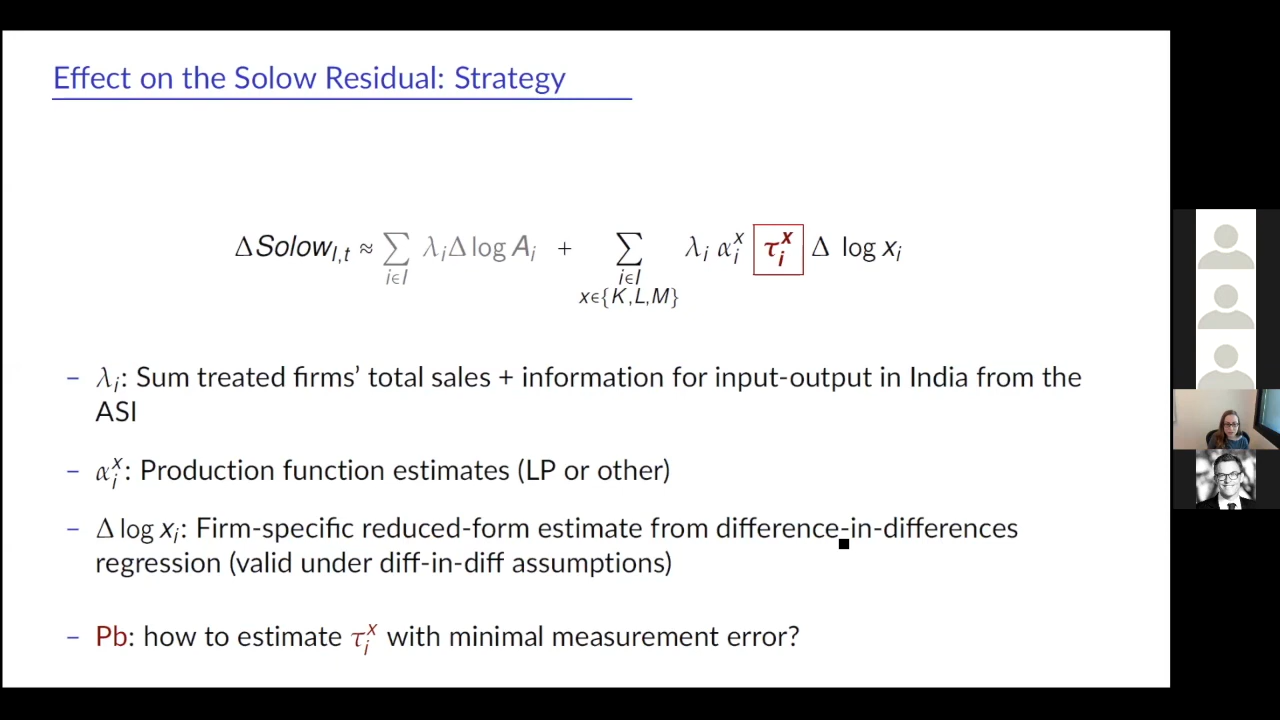 Effect on the Solow Residual: Strategy
ΔSolow_{I,t} ≈ ∑_{i∈I} λ_i Δ log A_i + ∑_{i∈I, x∈{K,L,M}} λ_i α_i^x τ_i^x Δ log x_i
– λ_i: Sum treated firms' total sales + information for input-output in India from the
ASI
– α_i^x: Production function estimates (LP or other)
– Δ log x_i: Firm-specific reduced-form estimate from difference-in-differences
regression (valid under diff-in-diff assumptions)
– Pb: how to estimate τ_i^x with minimal measurement error?